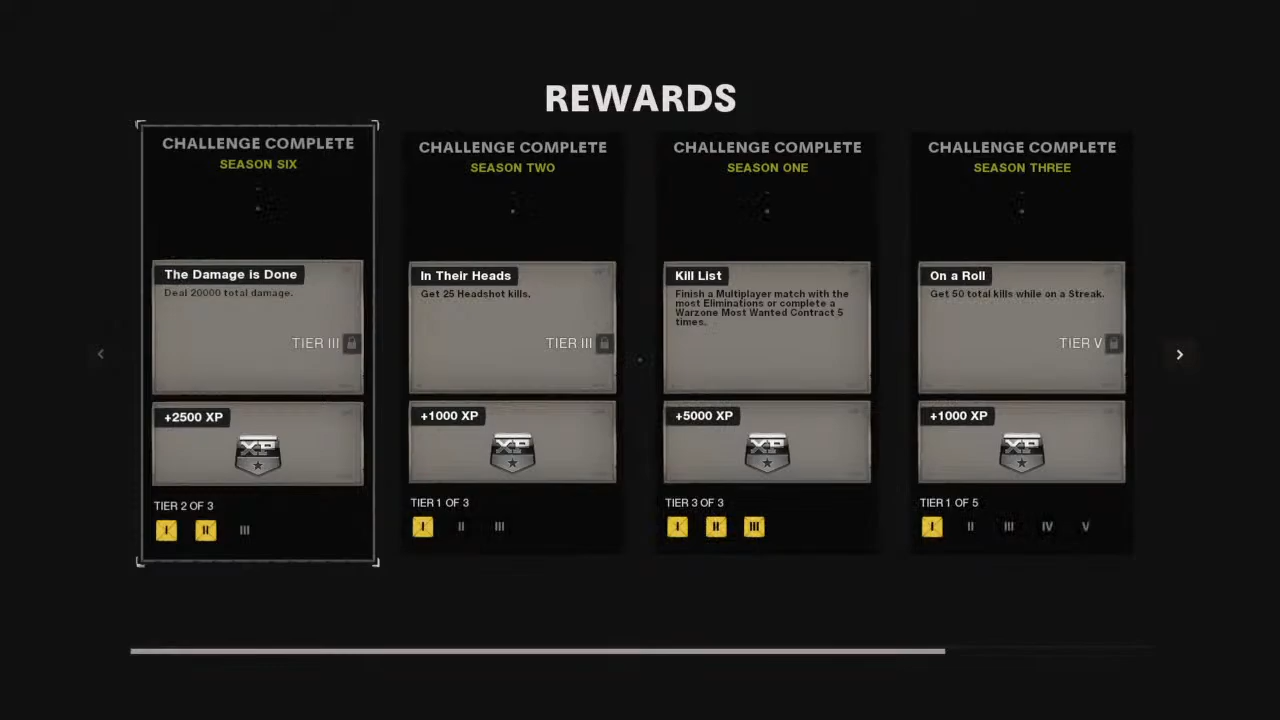 REWARDS
CHALLENGE COMPLETE
SEASON SIX
The Damage is Done
Deal 20000 total damage.
TIER III
+2500 XP
XP
TIER 2 OF 3
I II III
CHALLENGE COMPLETE
SEASON TWO
In Their Heads
Get 25 Headshot kills.
TIER III
+1000 XP
XP
TIER 1 OF 3
I II III
CHALLENGE COMPLETE
SEASON ONE
Kill List
Finish a Multiplayer match with the
most Eliminations or complete a
Warzone Most Wanted Contract 5
times.
+5000 XP
XP
TIER 3 OF 3
I II III
CHALLENGE COMPLETE
SEASON THREE
On a Roll
Get 50 total kills while on a Streak.
TIER V
+1000 XP
XP
TIER 1 OF 5
I II III IV V